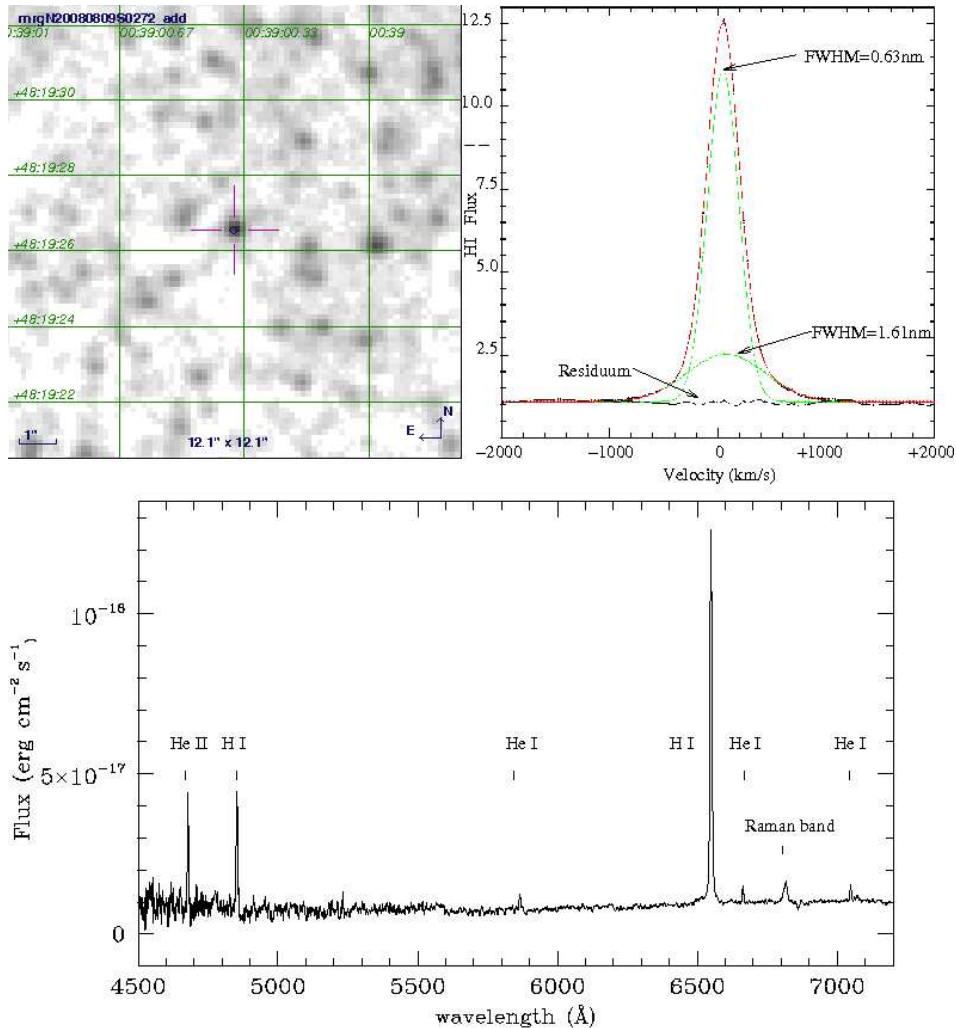 mrgN2008080960272_add
00:39:01 00:39:00.67 00:39:00.33 00:39
+48:19:30
+48:19:28
+48:19:26
+48:19:24
+48:19:22
1"
12.1" x 12.1"
N
E
12.5
10.0
7.5
5.0
2.5
HI Flux
FWHM=0.63nm
FWHM=1.61nm
Residuum
−2000 −1000 0 +1000 +2000
Velocity (km/s)
Flux (erg cm−2 s−1)
10−16
5×10−17
0
He II H I He I H I He I He I
Raman band
4500 5000 5500 6000 6500 7000
wavelength (Å)